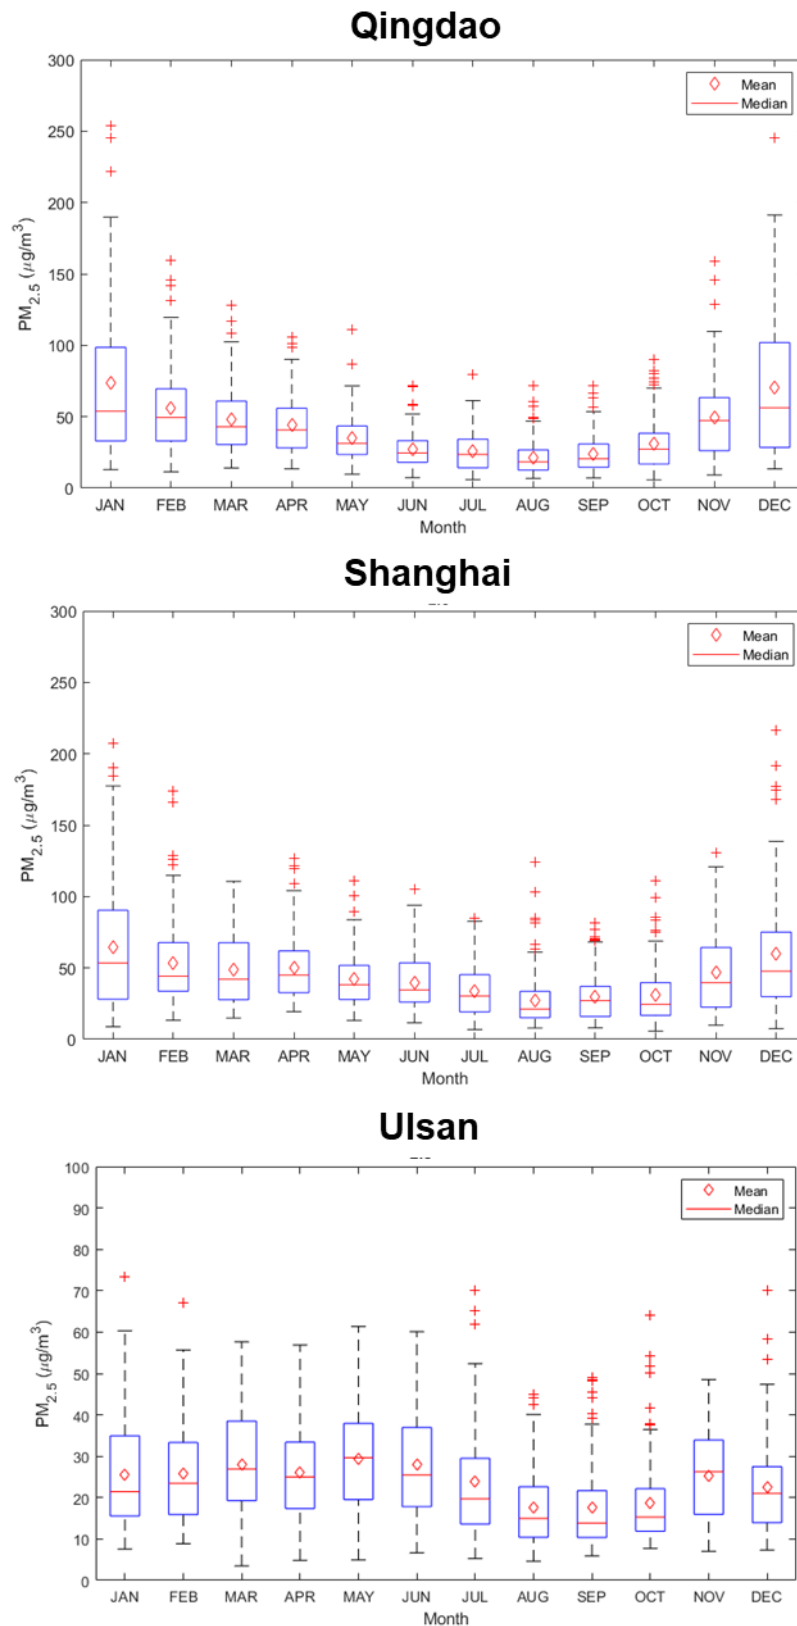 Qingdao
300
250
200
150
100
50
0
PM2.5 (μg/m3)
Mean
Median
JAN FEB MAR APR MAY JUN JUL AUG SEP OCT NOV DEC
Month
Shanghai
300
250
200
150
100
50
0
PM2.5 (μg/m3)
Mean
Median
JAN FEB MAR APR MAY JUN JUL AUG SEP OCT NOV DEC
Month
Ulsan
100
90
80
70
60
50
40
30
20
10
0
PM2.5 (μg/m3)
Mean
Median
JAN FEB MAR APR MAY JUN JUL AUG SEP OCT NOV DEC
Month